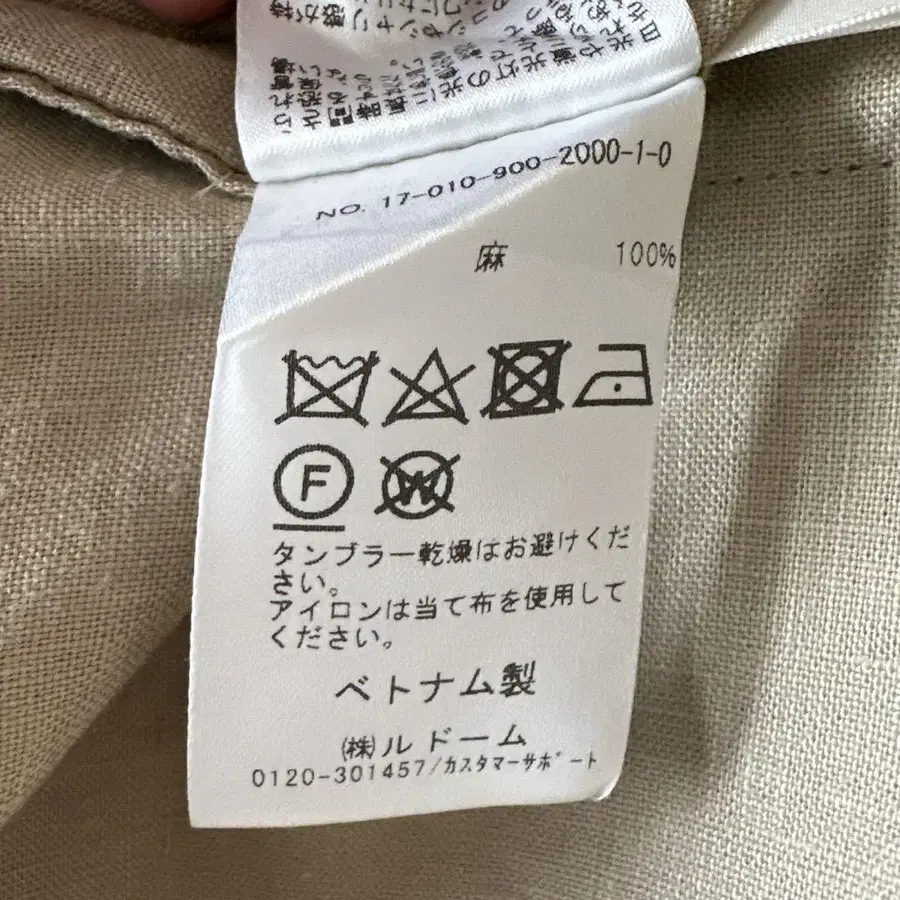 NO. 17-010-900-2000-1-0
麻 100%
F
W
タンブラー乾燥はお避けくだ
さい。
アイロンは当て布を使用して
ください。
ベトナム製
㈱ルドーム
0120-301457/カスタマーサポート